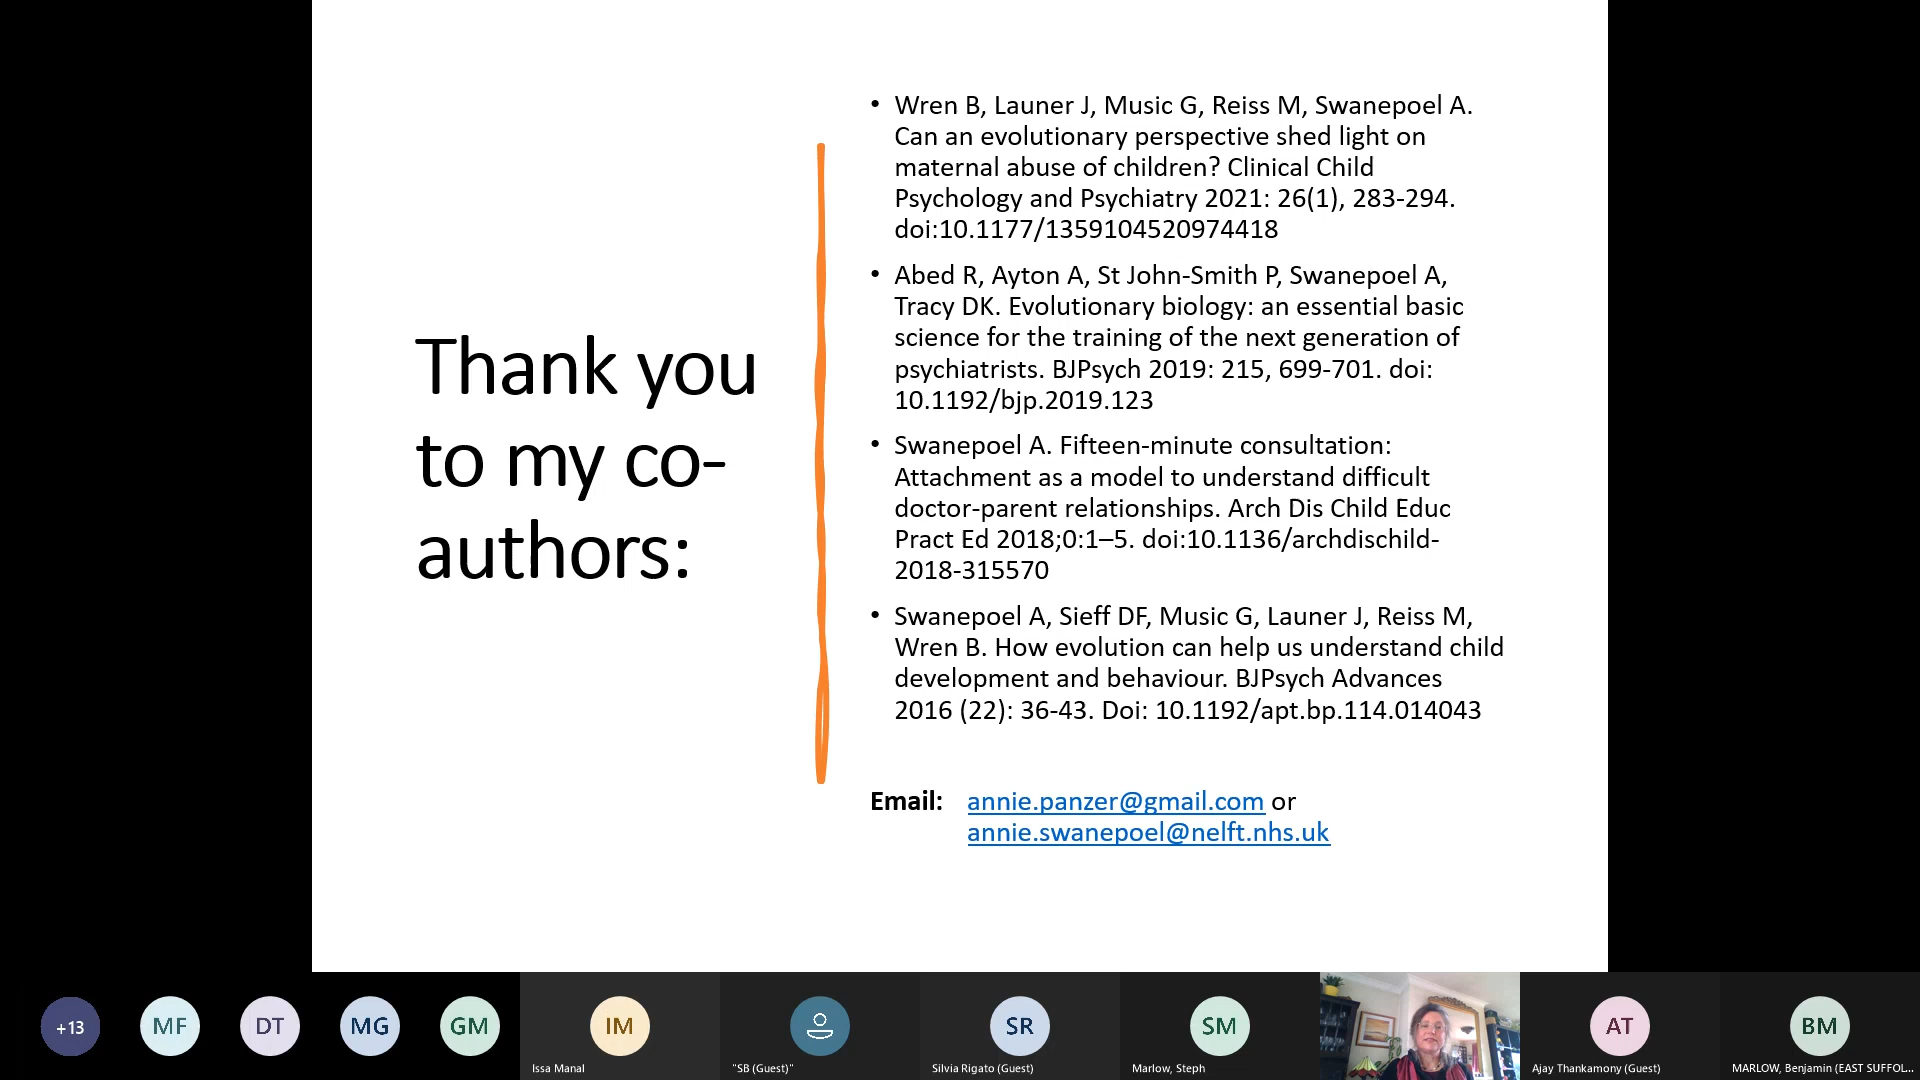 Thank you
to my co-
authors:
• Wren B, Launer J, Music G, Reiss M, Swanepoel A.
Can an evolutionary perspective shed light on
maternal abuse of children? Clinical Child
Psychology and Psychiatry 2021: 26(1), 283-294.
doi:10.1177/1359104520974418
• Abed R, Ayton A, St John-Smith P, Swanepoel A,
Tracy DK. Evolutionary biology: an essential basic
science for the training of the next generation of
psychiatrists. BJPsych 2019: 215, 699-701. doi:
10.1192/bjp.2019.123
• Swanepoel A. Fifteen-minute consultation:
Attachment as a model to understand difficult
doctor-parent relationships. Arch Dis Child Educ
Pract Ed 2018;0:1–5. doi:10.1136/archdischild-
2018-315570
• Swanepoel A, Sieff DF, Music G, Launer J, Reiss M,
Wren B. How evolution can help us understand child
development and behaviour. BJPsych Advances
2016 (22): 36-43. Doi: 10.1192/apt.bp.114.014043
Email: annie.panzer@gmail.com or
annie.swanepoel@nelft.nhs.uk
+13 MF DT MG GM IM SR SM AT BM
Issa Manal "SB (Guest)" Silvia Rigato (Guest) Marlow, Steph Ajay Thankamony (Guest) MARLOW, Benjamin (EAST SUFFOL...